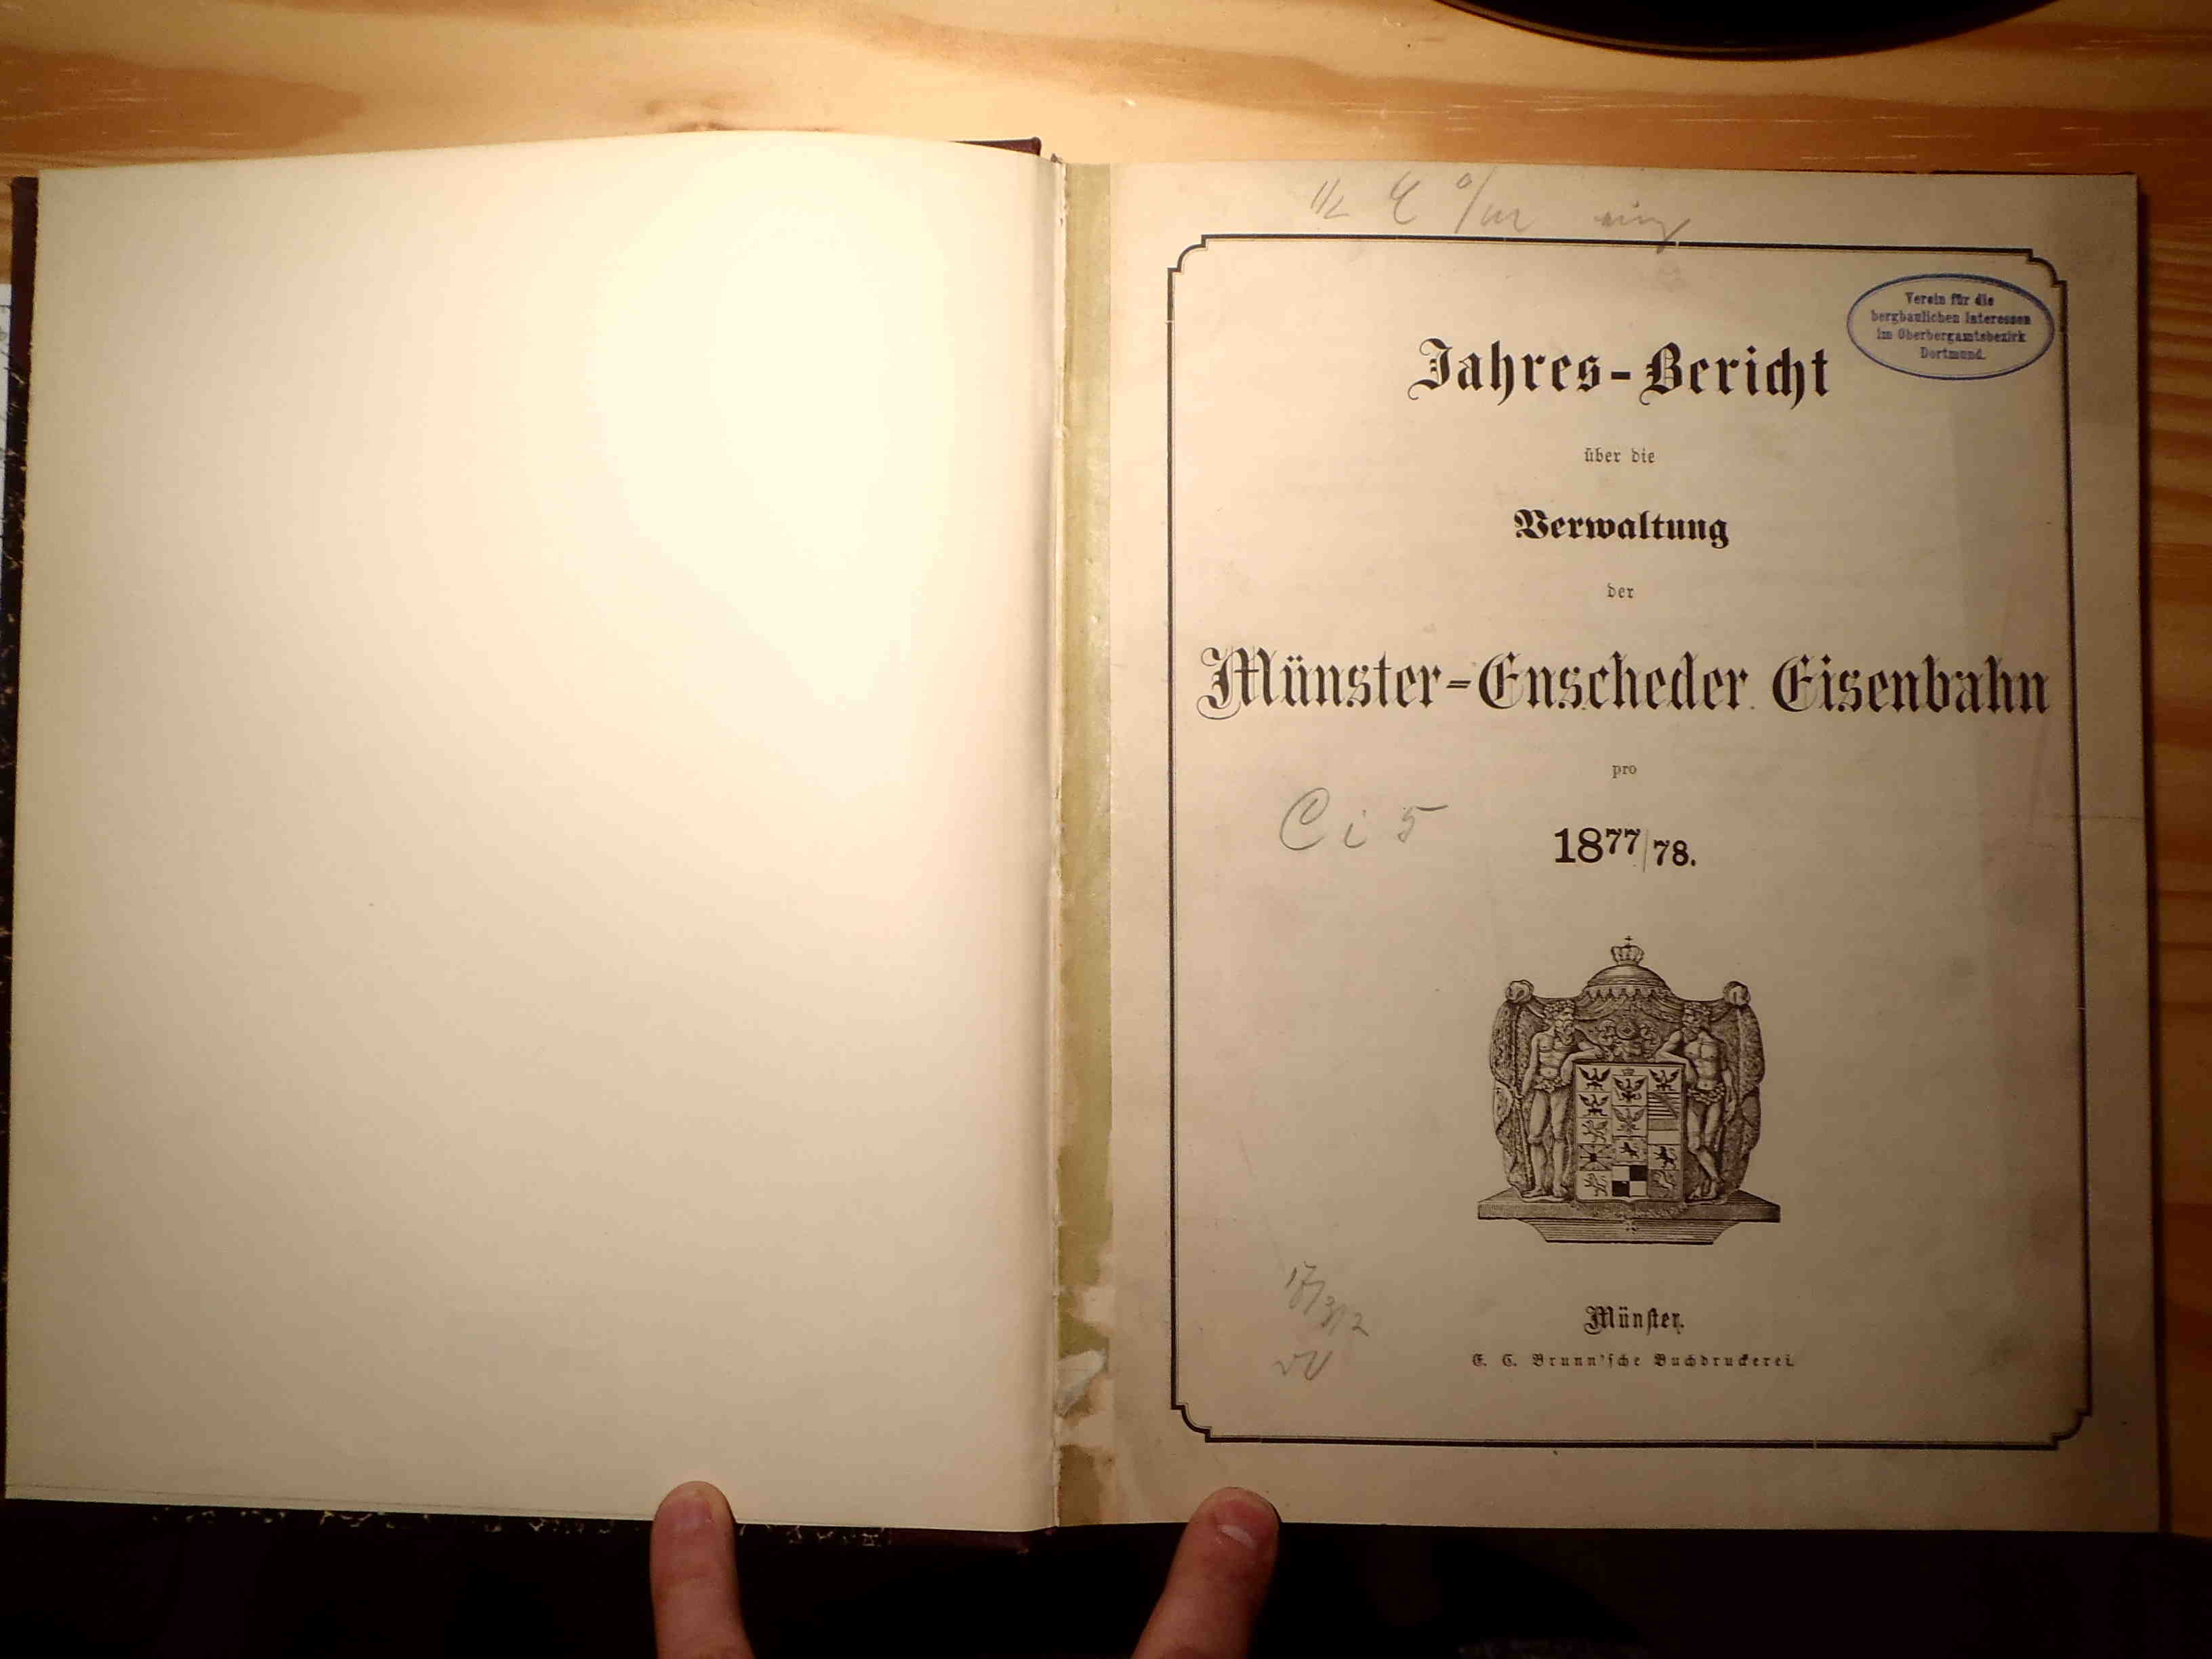 Verein für die
bergbaulichen Interessen
im Oberbergamtsbezirk
Dortmund.
Jahres-Bericht
über die
Verwaltung
der
Münster-Enscheder Eisenbahn
pro
Ci 5
1877/78.
Münster.
E. C. Brunn'sche Buchdruckerei